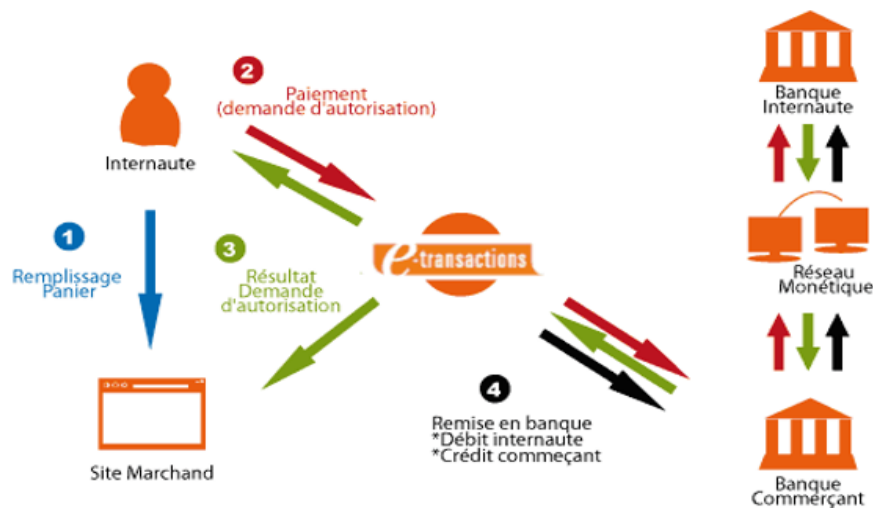 2
Paiement
(demande d'autorisation)
Internaute
Banque
Internaute
1
Remplissage
Panier
3
Résultat
Demande
d'autorisation
e-transactions
Réseau
Monétique
4
Remise en banque
*Débit internaute
*Crédit commeçant
Site Marchand
Banque
Commerçant